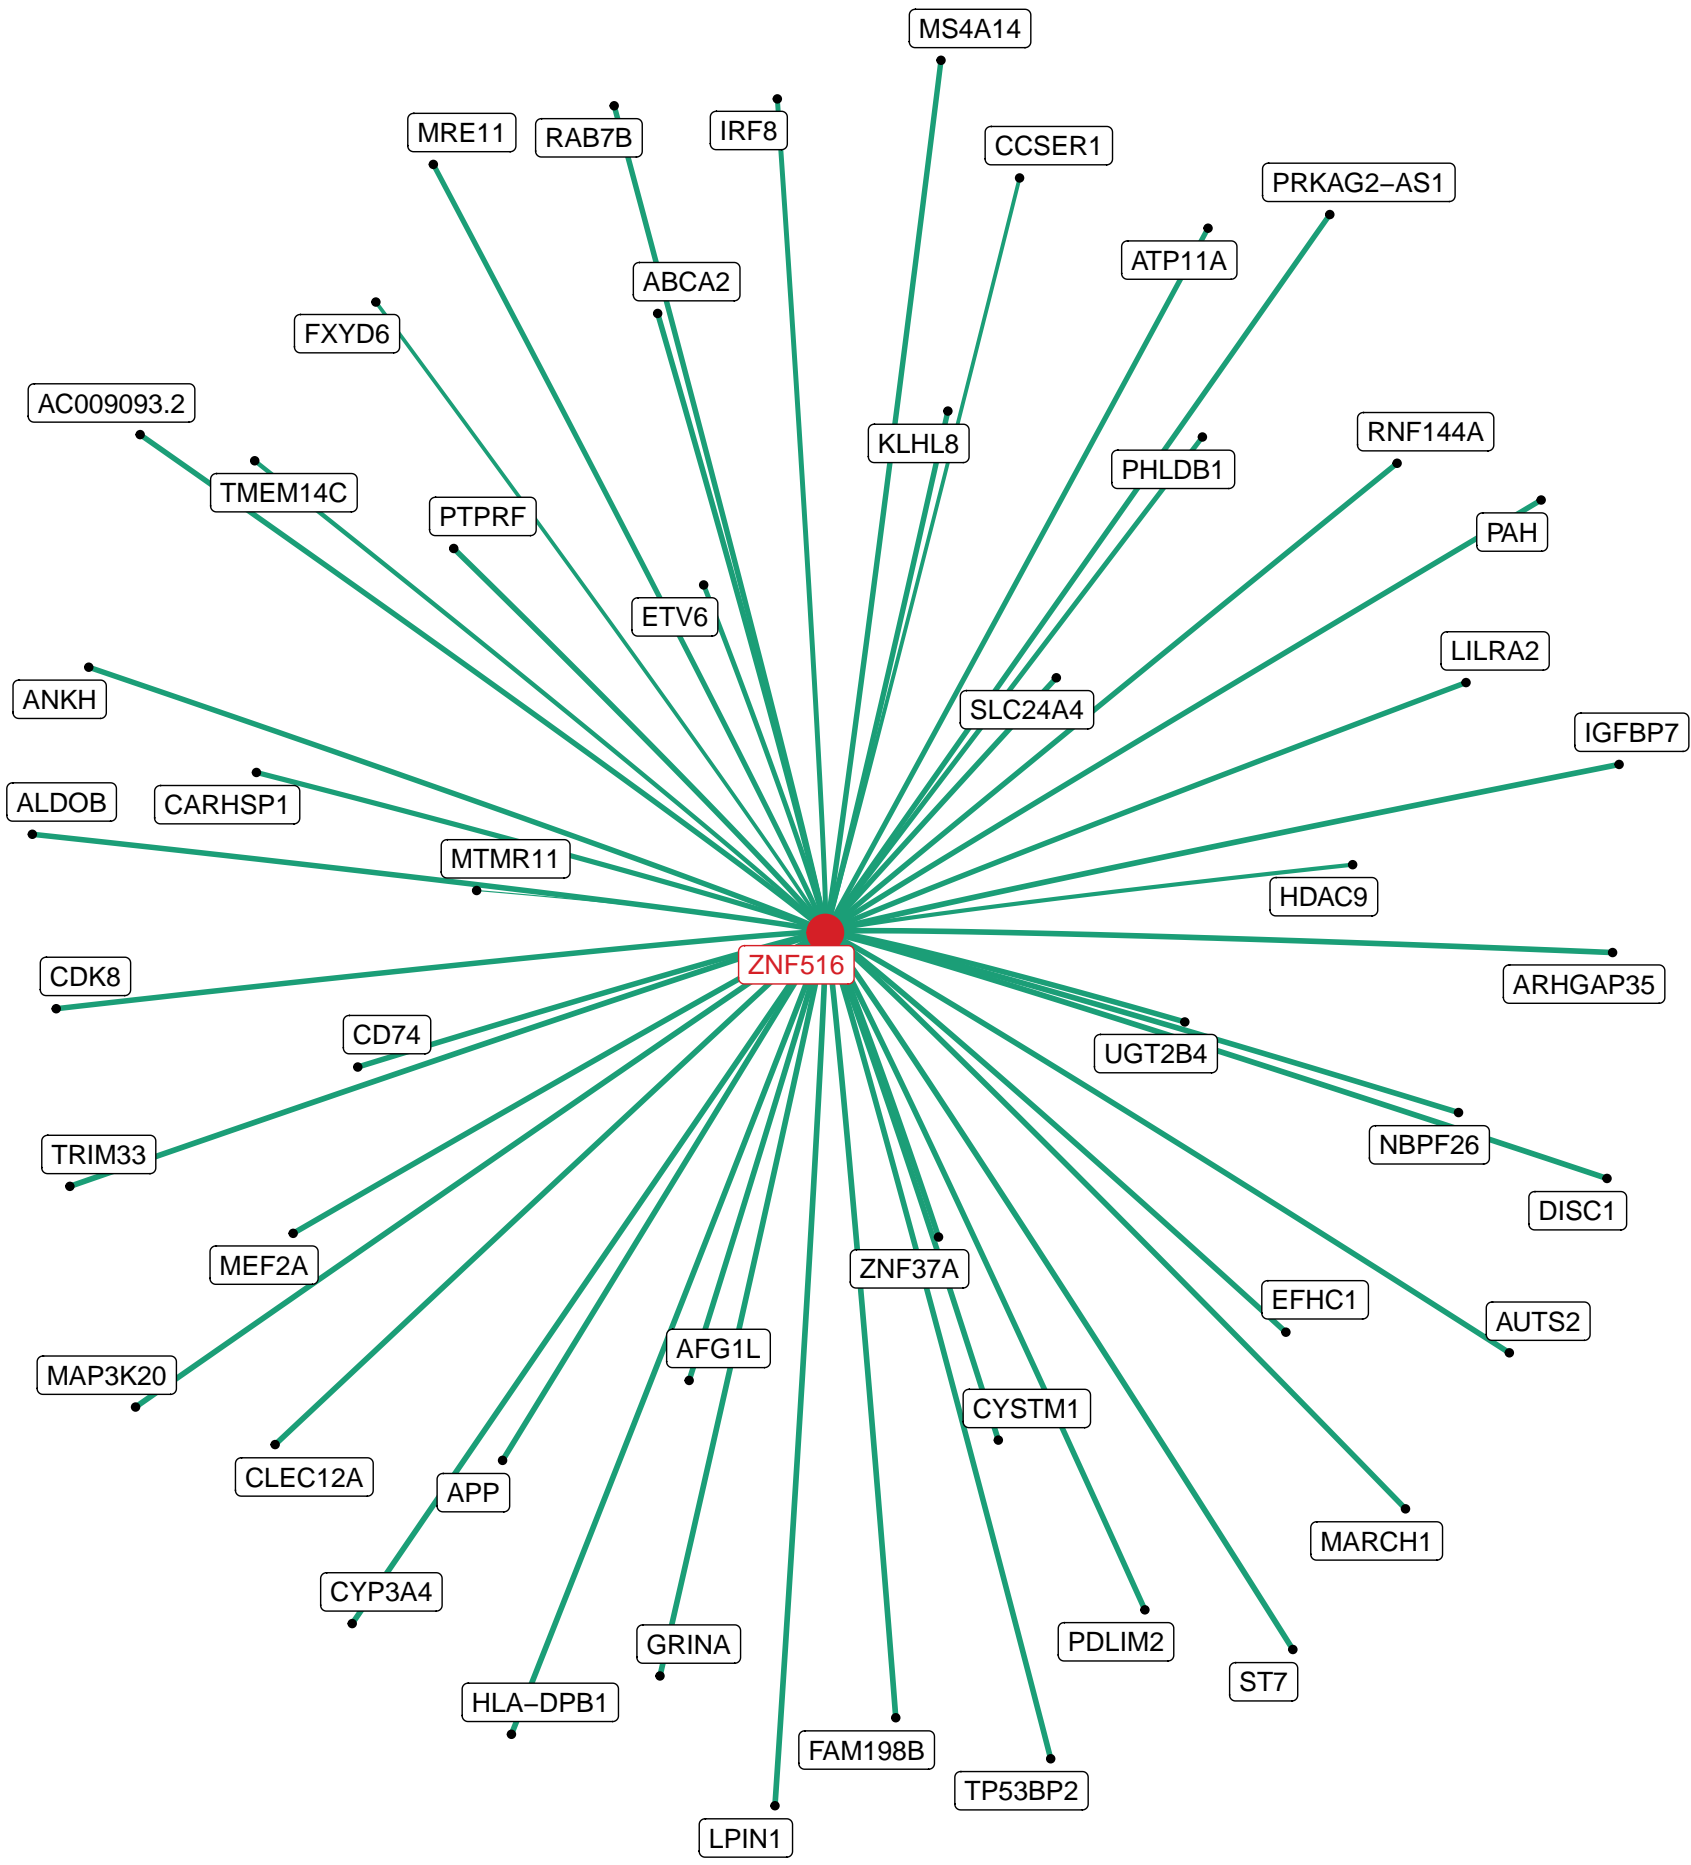 MS4A14
MRE11
RAB7B
IRF8
CCSER1
PRKAG2−AS1
ATP11A
ABCA2
FXYD6
AC009093.2
KLHL8
RNF144A
PHLDB1
TMEM14C
PTPRF
PAH
ETV6
LILRA2
ANKH
SLC24A4
IGFBP7
ALDOB
CARHSP1
MTMR11
HDAC9
ZNF516
CDK8
ARHGAP35
CD74
UGT2B4
TRIM33
NBPF26
DISC1
MEF2A
ZNF37A
EFHC1
AUTS2
AFG1L
MAP3K20
CYSTM1
CLEC12A
APP
MARCH1
CYP3A4
GRINA
PDLIM2
ST7
HLA−DPB1
FAM198B
TP53BP2
LPIN1